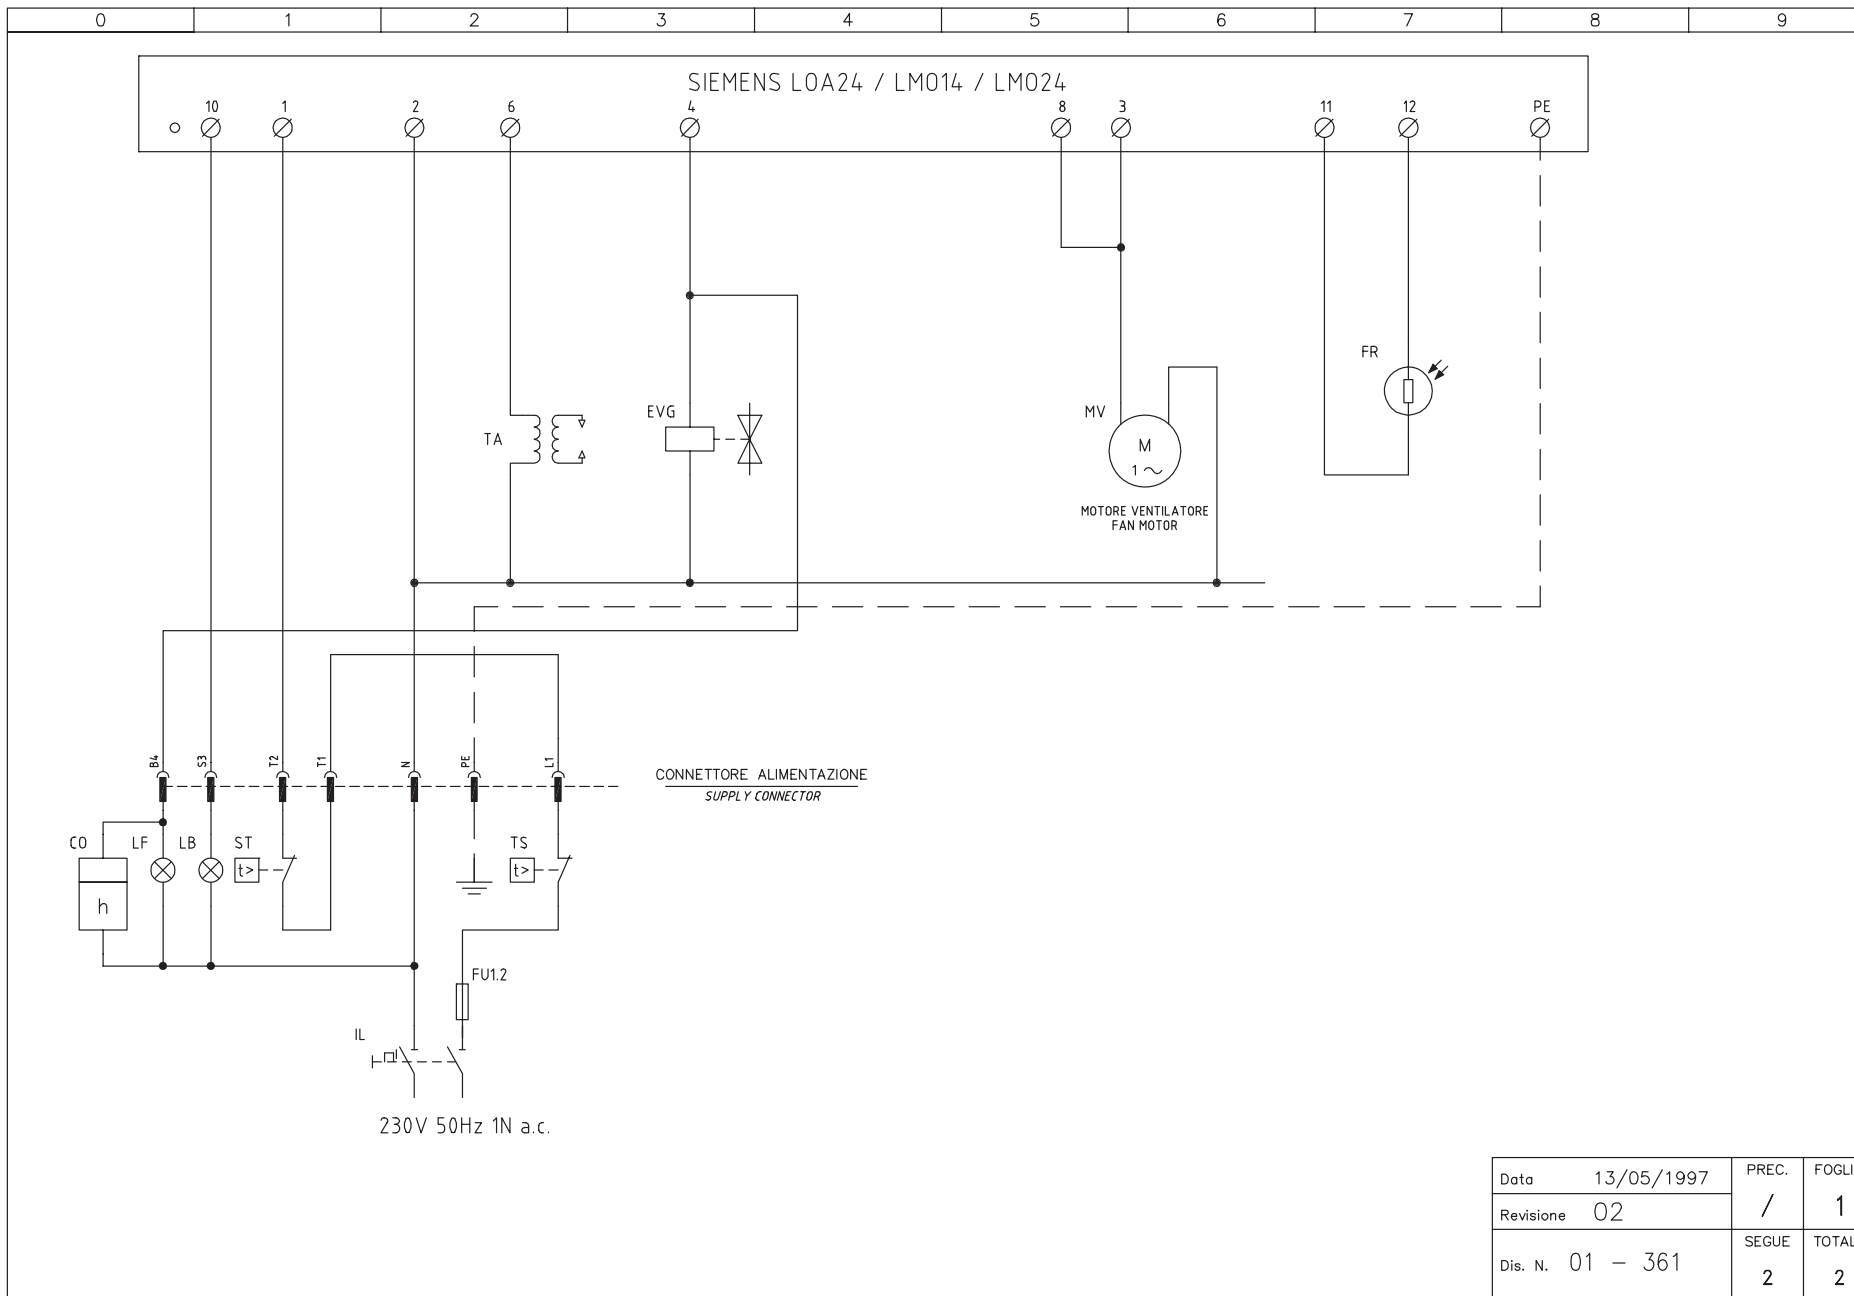 0 1 2 3 4 5 6 7 8 9
SIEMENS LOA24 / LMO14 / LMO24
10 1 2 6 4 8 3 11 12 PE
FR
EVG
MV
TA
M
1~
MOTORE VENTILATORE
FAN MOTOR
B4 S3 T2 T1 N PE L1
CONNETTORE ALIMENTAZIONE
SUPPLY CONNECTOR
CO LF LB ST TS
t> t>
h
FU1.2
IL
230V 50Hz 1N a.c.
Data 13/05/1997
PREC. FOGLI
/ 1
Revisione 02
SEGUE TOTAL
Dis. N. 01 - 361
2 2